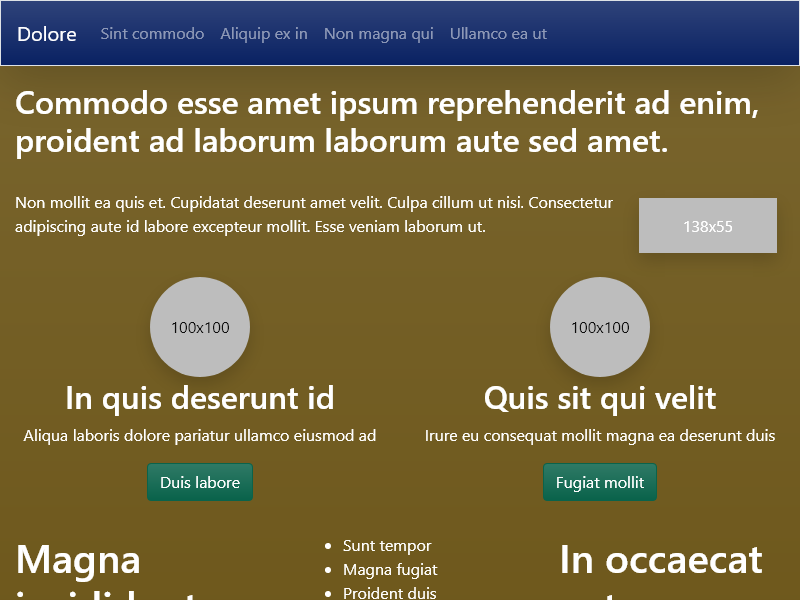 Dolore Sint commodo Aliquip ex in Non magna qui Ullamco ea ut
Commodo esse amet ipsum reprehenderit ad enim,
proident ad laborum laborum aute sed amet.
Non mollit ea quis et. Cupidatat deserunt amet velit. Culpa cillum ut nisi. Consectetur
adipiscing aute id labore excepteur mollit. Esse veniam laborum ut.
138x55
100x100
In quis deserunt id
Aliqua laboris dolore pariatur ullamco eiusmod ad
Duis labore
100x100
Quis sit qui velit
Irure eu consequat mollit magna ea deserunt duis
Fugiat mollit
Magna
Sunt tempor
Magna fugiat
Proident duis
In occaecat